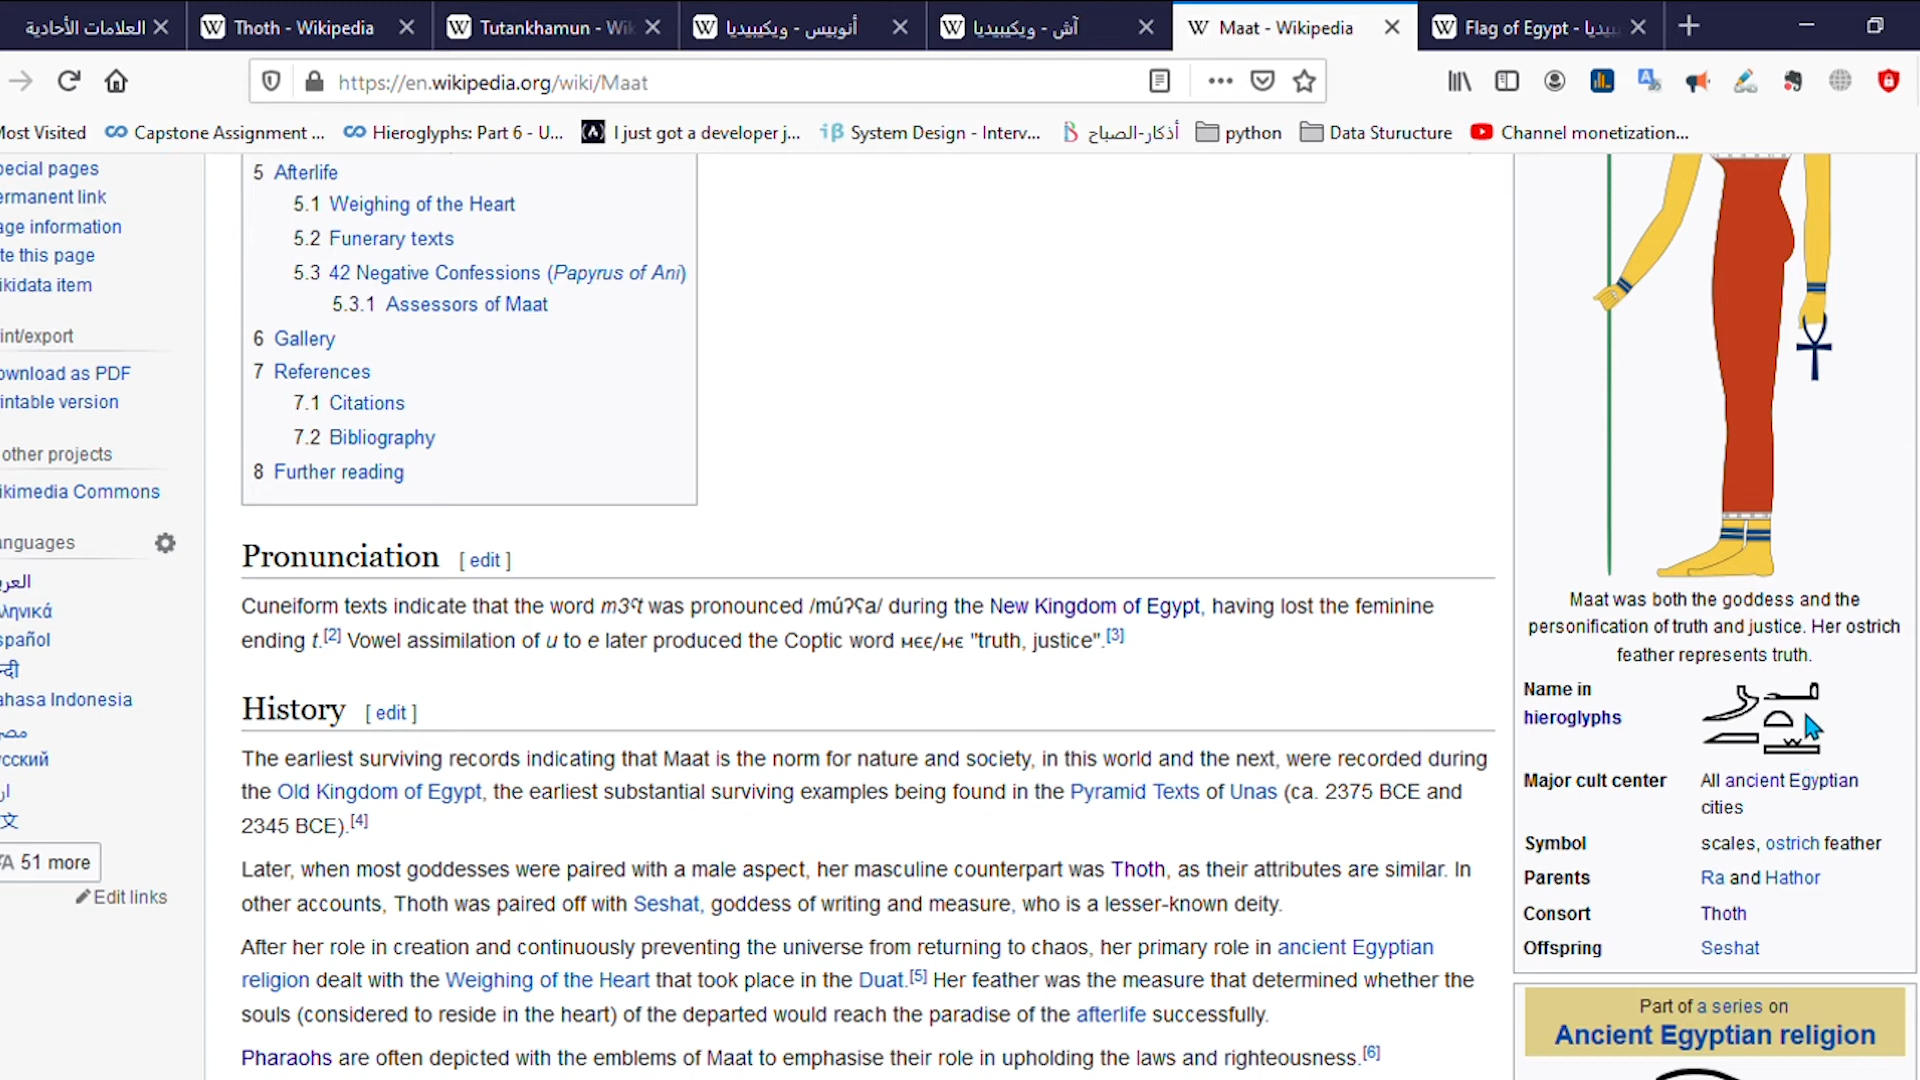 العلامات الأحادية
Thoth - Wikipedia
Tutankhamun - Wik
أنوبيس - ويكيبيديا
آش - ويكيبيديا
Maat - Wikipedia
Flag of Egypt - ويكيبيديا
https://en.wikipedia.org/wiki/Maat
Most Visited
Capstone Assignment ...
Hieroglyphs: Part 6 - U...
I just got a developer j...
System Design - Interv...
أذكار-الصباح
python
Data Sturucture
Channel monetization...
pecial pages
ermanent link
age information
te this page
ikidata item
int/export
ownload as PDF
intable version
other projects
ikimedia Commons
anguages
العر
ληνικά
spañol
ahasa Indonesia
усский
文
51 more
Edit links
5 Afterlife
5.1 Weighing of the Heart
5.2 Funerary texts
5.3 42 Negative Confessions (Papyrus of Ani)
5.3.1 Assessors of Maat
6 Gallery
7 References
7.1 Citations
7.2 Bibliography
8 Further reading
Pronunciation [ edit ]
Cuneiform texts indicate that the word m3ꜥt was pronounced /múʔʕa/ during the New Kingdom of Egypt, having lost the feminine
ending t.[2] Vowel assimilation of u to e later produced the Coptic word ⲙⲉⲉ/ⲙⲉ "truth, justice".[3]
History [ edit ]
The earliest surviving records indicating that Maat is the norm for nature and society, in this world and the next, were recorded during
the Old Kingdom of Egypt, the earliest substantial surviving examples being found in the Pyramid Texts of Unas (ca. 2375 BCE and
2345 BCE).[4]
Later, when most goddesses were paired with a male aspect, her masculine counterpart was Thoth, as their attributes are similar. In
other accounts, Thoth was paired off with Seshat, goddess of writing and measure, who is a lesser-known deity.
After her role in creation and continuously preventing the universe from returning to chaos, her primary role in ancient Egyptian
religion dealt with the Weighing of the Heart that took place in the Duat.[5] Her feather was the measure that determined whether the
souls (considered to reside in the heart) of the departed would reach the paradise of the afterlife successfully.
Pharaohs are often depicted with the emblems of Maat to emphasise their role in upholding the laws and righteousness.[6]
Maat was both the goddess and the
personification of truth and justice. Her ostrich
feather represents truth.
Name in
hieroglyphs
Major cult center All ancient Egyptian
cities
Symbol scales, ostrich feather
Parents Ra and Hathor
Consort Thoth
Offspring Seshat
Part of a series on
Ancient Egyptian religion